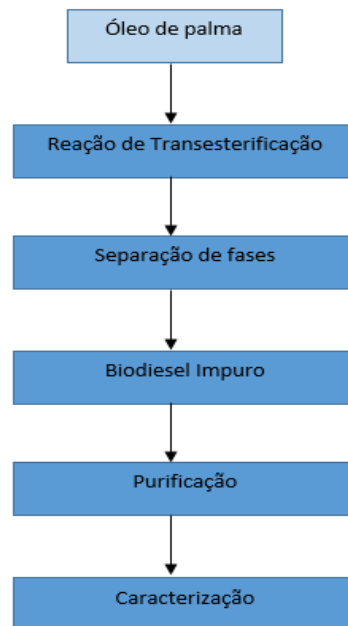 Óleo de palma
Reação de Transesterificação
Separação de fases
Biodiesel Impuro
Purificação
Caracterização